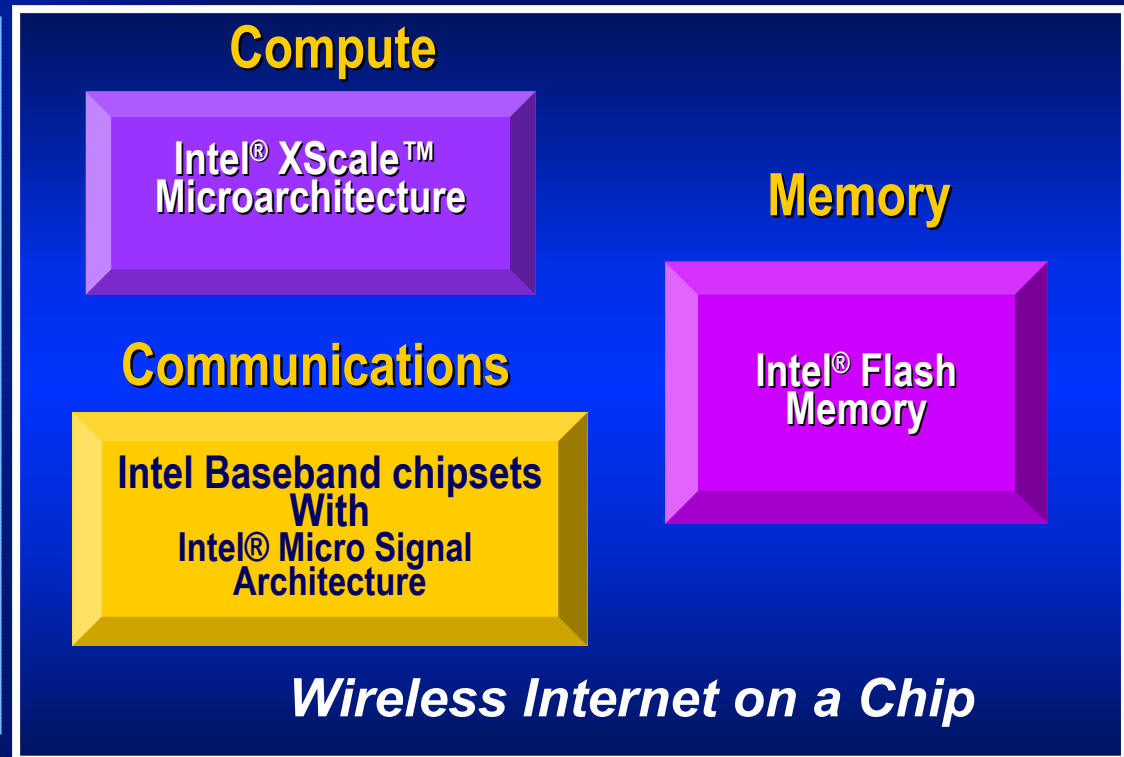 Compute
Intel® XScale™
Microarchitecture
Memory
Communications
Intel® Flash
Memory
Intel Baseband chipsets
With
Intel® Micro Signal
Architecture
Wireless Internet on a Chip